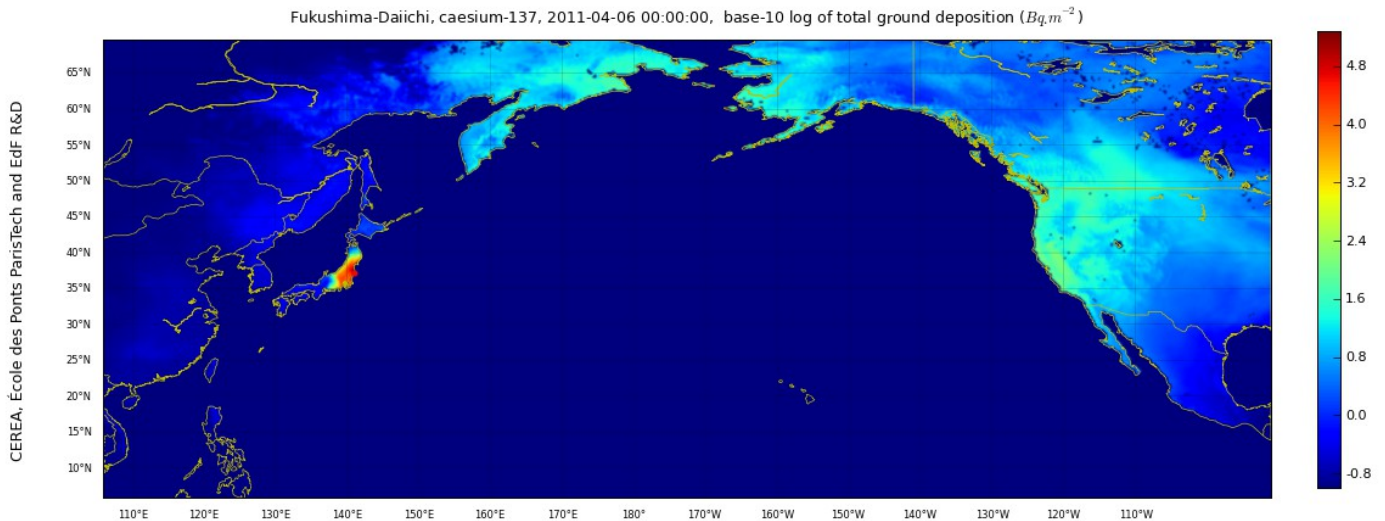 Fukushima-Daiichi, caesium-137, 2011-04-06 00:00:00, base-10 log of total ground deposition (Bq.m⁻²)
CEREA, École des Ponts ParisTech and EdF R&D
65°N
60°N
55°N
50°N
45°N
40°N
35°N
30°N
25°N
20°N
15°N
10°N
110°E 120°E 130°E 140°E 150°E 160°E 170°E 180° 170°W 160°W 150°W 140°W 130°W 120°W 110°W
4.8
4.0
3.2
2.4
1.6
0.8
0.0
-0.8